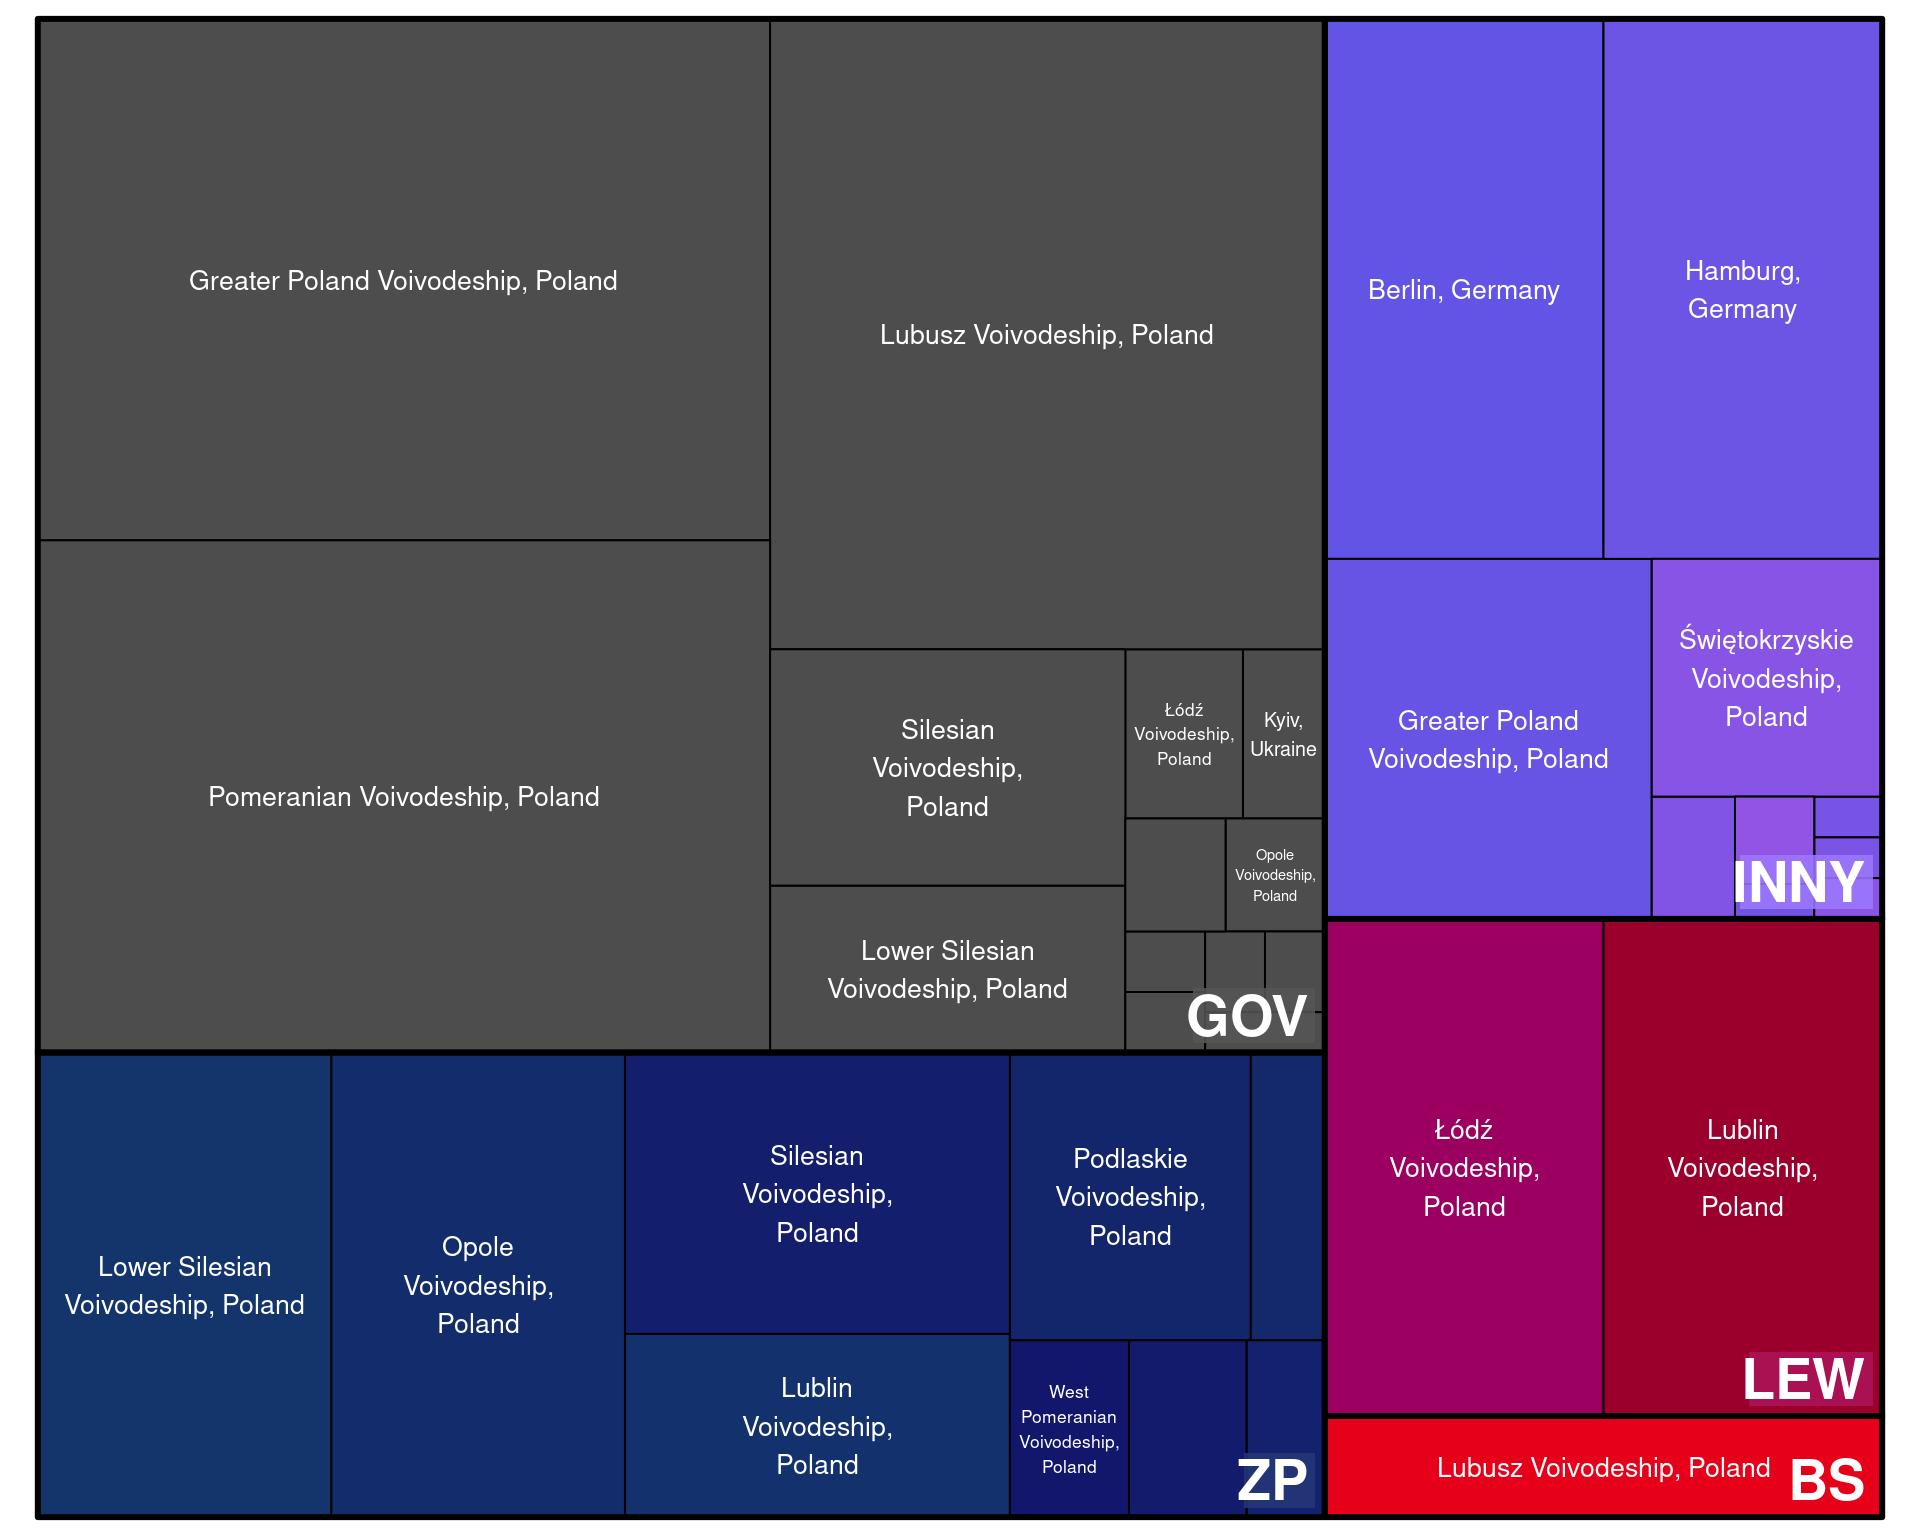 Greater Poland Voivodeship, Poland
Lubusz Voivodeship, Poland
Pomeranian Voivodeship, Poland
Silesian
Voivodeship,
Poland
Łódź
Voivodeship,
Poland
Kyiv,
Ukraine
Opole
Voivodeship,
Poland
Lower Silesian
Voivodeship, Poland
GOV
Berlin, Germany
Hamburg,
Germany
Greater Poland
Voivodeship, Poland
Świętokrzyskie
Voivodeship,
Poland
INNY
Lower Silesian
Voivodeship, Poland
Opole
Voivodeship,
Poland
Silesian
Voivodeship,
Poland
Lublin
Voivodeship,
Poland
Podlaskie
Voivodeship,
Poland
West
Pomeranian
Voivodeship,
Poland
ZP
Łódź
Voivodeship,
Poland
Lublin
Voivodeship,
Poland
LEW
Lubusz Voivodeship, Poland
BS